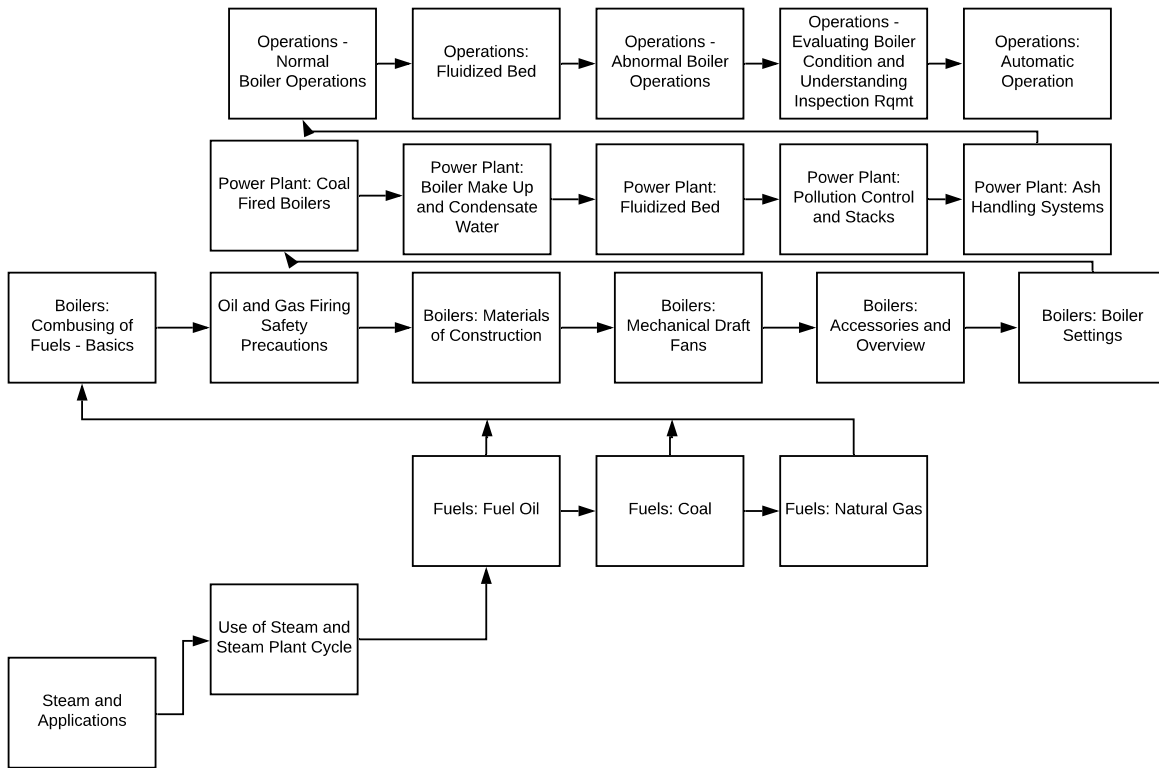 Operations -
Normal
Boiler Operations
Operations:
Fluidized Bed
Operations -
Abnormal Boiler
Operations
Operations -
Evaluating Boiler
Condition and
Understanding
Inspection Rqmt
Operations:
Automatic
Operation
Power Plant: Coal
Fired Boilers
Power Plant:
Boiler Make Up
and Condensate
Water
Power Plant:
Fluidized Bed
Power Plant:
Pollution Control
and Stacks
Power Plant: Ash
Handling Systems
Boilers:
Combusing of
Fuels - Basics
Oil and Gas Firing
Safety
Precautions
Boilers: Materials
of Construction
Boilers:
Mechanical Draft
Fans
Boilers:
Accessories and
Overview
Boilers: Boiler
Settings
Fuels: Fuel Oil
Fuels: Coal
Fuels: Natural Gas
Use of Steam and
Steam Plant Cycle
Steam and
Applications